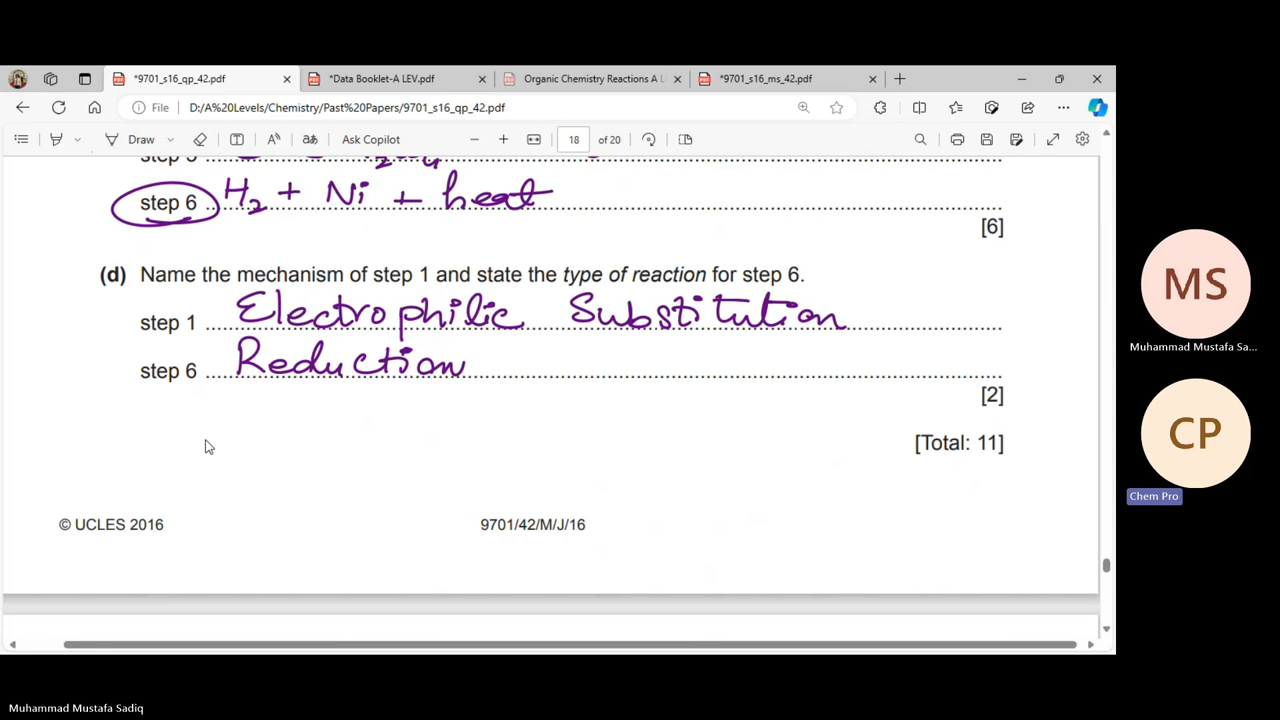 *9701_s16_qp_42.pdf
*Data Booklet-A LEV.pdf
Organic Chemistry Reactions A L
*9701_s16_ms_42.pdf
File
D:/A%20Levels/Chemistry/Past%20Papers/9701_s16_qp_42.pdf
Draw
Ask Copilot
18
of 20
step 6 H2 + Ni + heat
[6]
(d) Name the mechanism of step 1 and state the type of reaction for step 6.
step 1 Electrophilic Substitution
step 6 Reduction
[2]
[Total: 11]
© UCLES 2016
9701/42/M/J/16
MS
Muhammad Mustafa Sa...
CP
Chem Pro
Muhammad Mustafa Sadiq